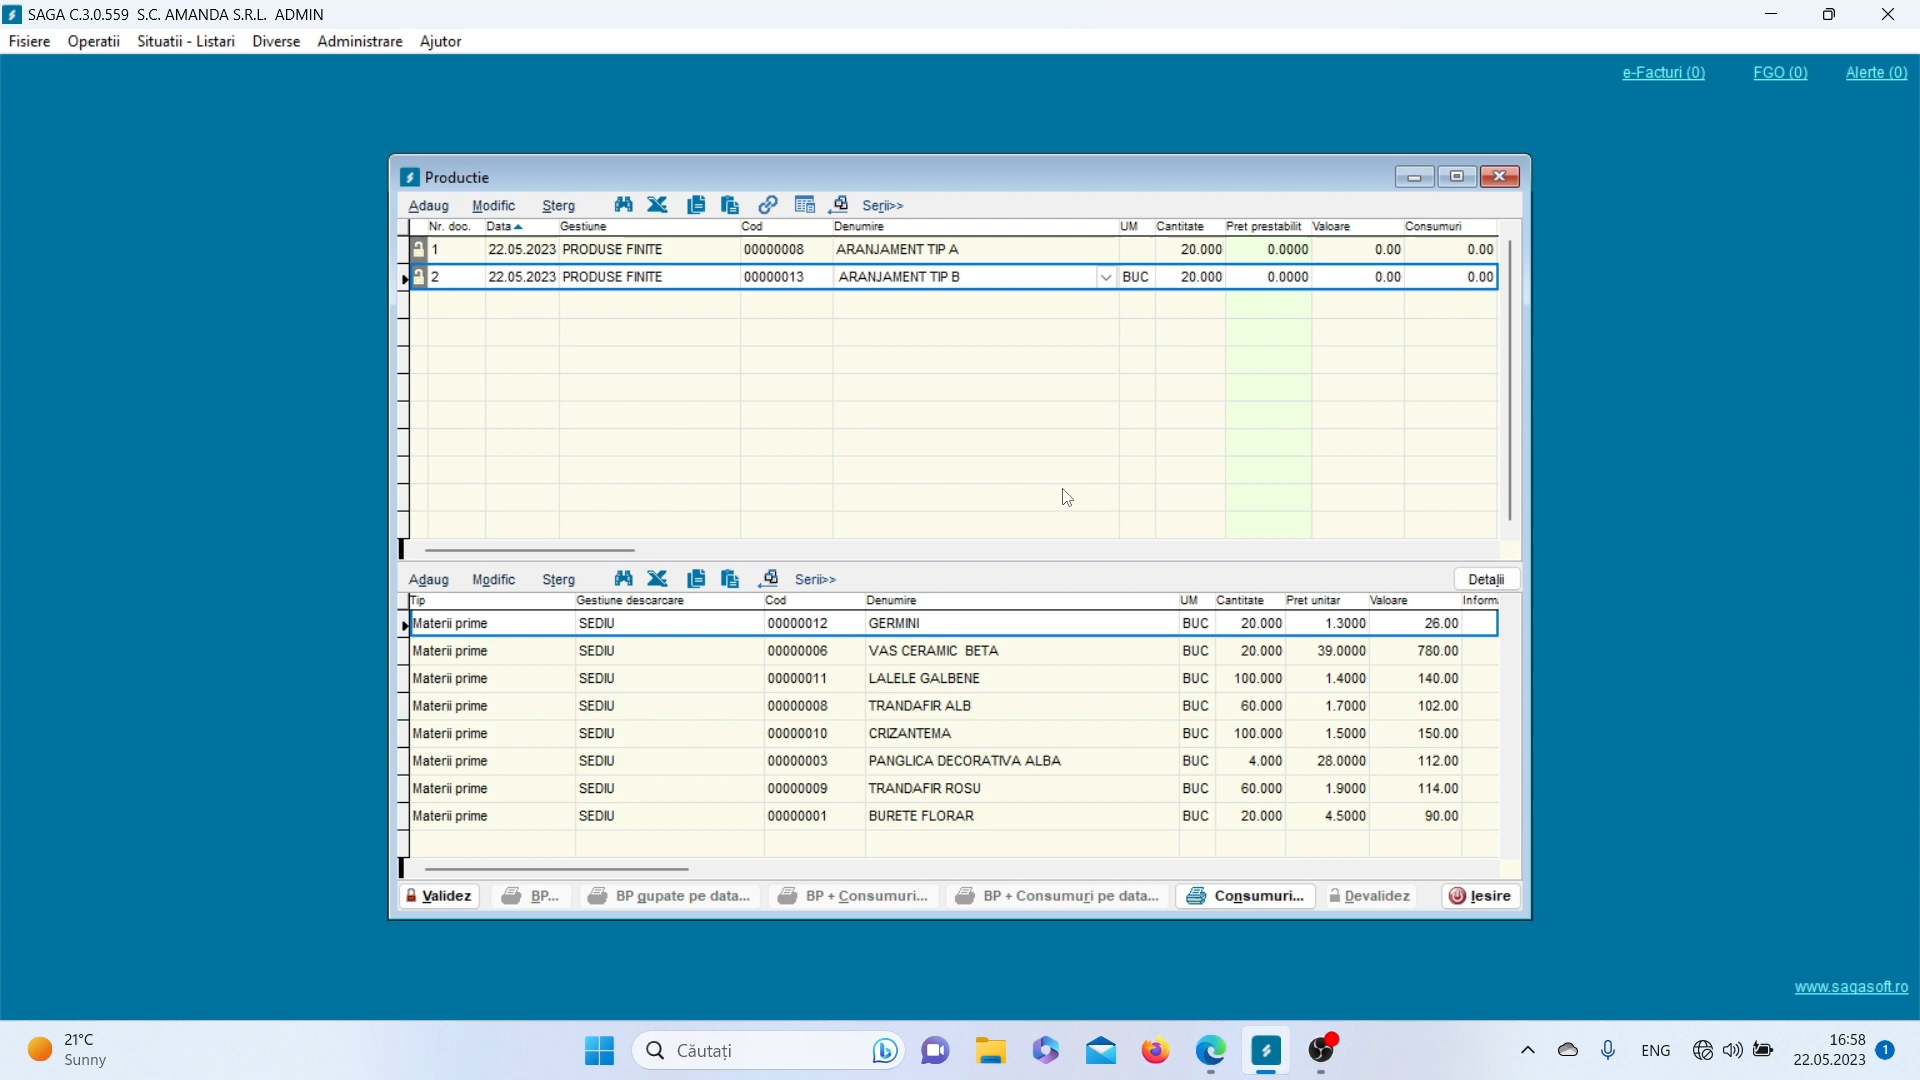 SAGA C.3.0.559 S.C. AMANDA S.R.L. ADMIN
Fisiere Operatii Situatii - Listari Diverse Administrare Ajutor
e-Facturi (0) FGO (0) Alerte (0)
Productie
Adaug Modific Sterg Serii>>
Nr. doc. Data Gestiune Cod Denumire UM Cantitate Pret prestabilit Valoare Consumuri
1 22.05.2023 PRODUSE FINITE 00000008 ARANJAMENT TIP A 20.000 0.0000 0.00 0.00
2 22.05.2023 PRODUSE FINITE 00000013 ARANJAMENT TIP B BUC 20.000 0.0000 0.00 0.00
Adaug Modific Sterg Serii>> Detalii
Tip Gestiune descarcare Cod Denumire UM Cantitate Pret unitar Valoare Inform
Materii prime SEDIU 00000012 GERMINI BUC 20.000 1.3000 26.00
Materii prime SEDIU 00000006 VAS CERAMIC BETA BUC 20.000 39.0000 780.00
Materii prime SEDIU 00000011 LALELE GALBENE BUC 100.000 1.4000 140.00
Materii prime SEDIU 00000008 TRANDAFIR ALB BUC 60.000 1.7000 102.00
Materii prime SEDIU 00000010 CRIZANTEMA BUC 100.000 1.5000 150.00
Materii prime SEDIU 00000003 PANGLICA DECORATIVA ALBA BUC 4.000 28.0000 112.00
Materii prime SEDIU 00000009 TRANDAFIR ROSU BUC 60.000 1.9000 114.00
Materii prime SEDIU 00000001 BURETE FLORAR BUC 20.000 4.5000 90.00
Validez BP... BP gupate pe data... BP + Consumuri... BP + Consumuri pe data... Consumuri... Devalidez Iesire
www.sagasoft.ro
21°C
Sunny
Căutați
ENG
16:58
22.05.2023
1